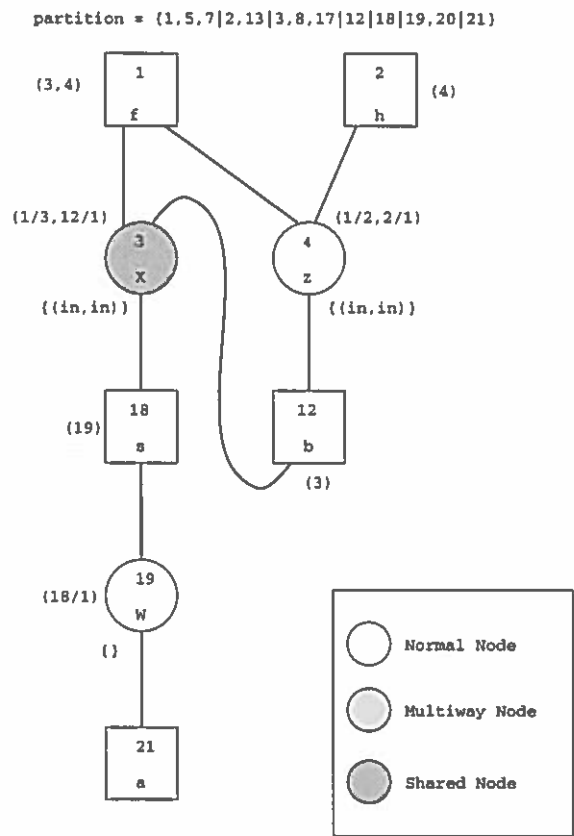 partition = {1,5,7|2,13|3,8,17|12|18|19,20|21}
(3,4)
1
f
2
h
(4)
(1/3,12/1)
3
X
{(in,in)}
4
z
(1/2,2/1)
{(in,in)}
(19)
18
s
12
b
(3)
(18/1)
19
W
{}
21
a
Normal Node
Multiway Node
Shared Node